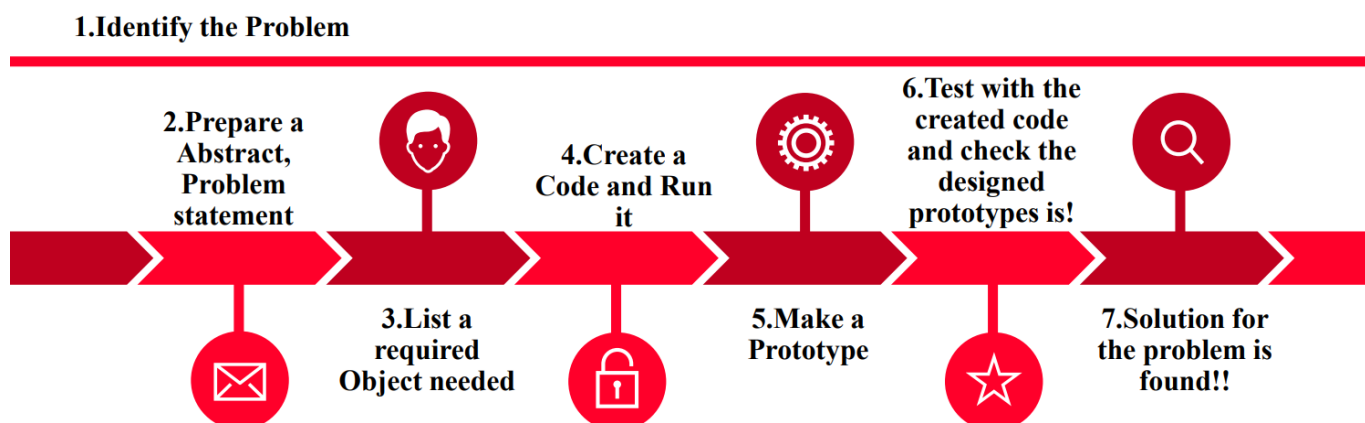 1.Identify the Problem
2.Prepare a
Abstract,
Problem
statement
3.List a
required
Object needed
4.Create a
Code and Run
it
5.Make a
Prototype
6.Test with the
created code
and check the
designed
prototypes is!
7.Solution for
the problem is
found!!